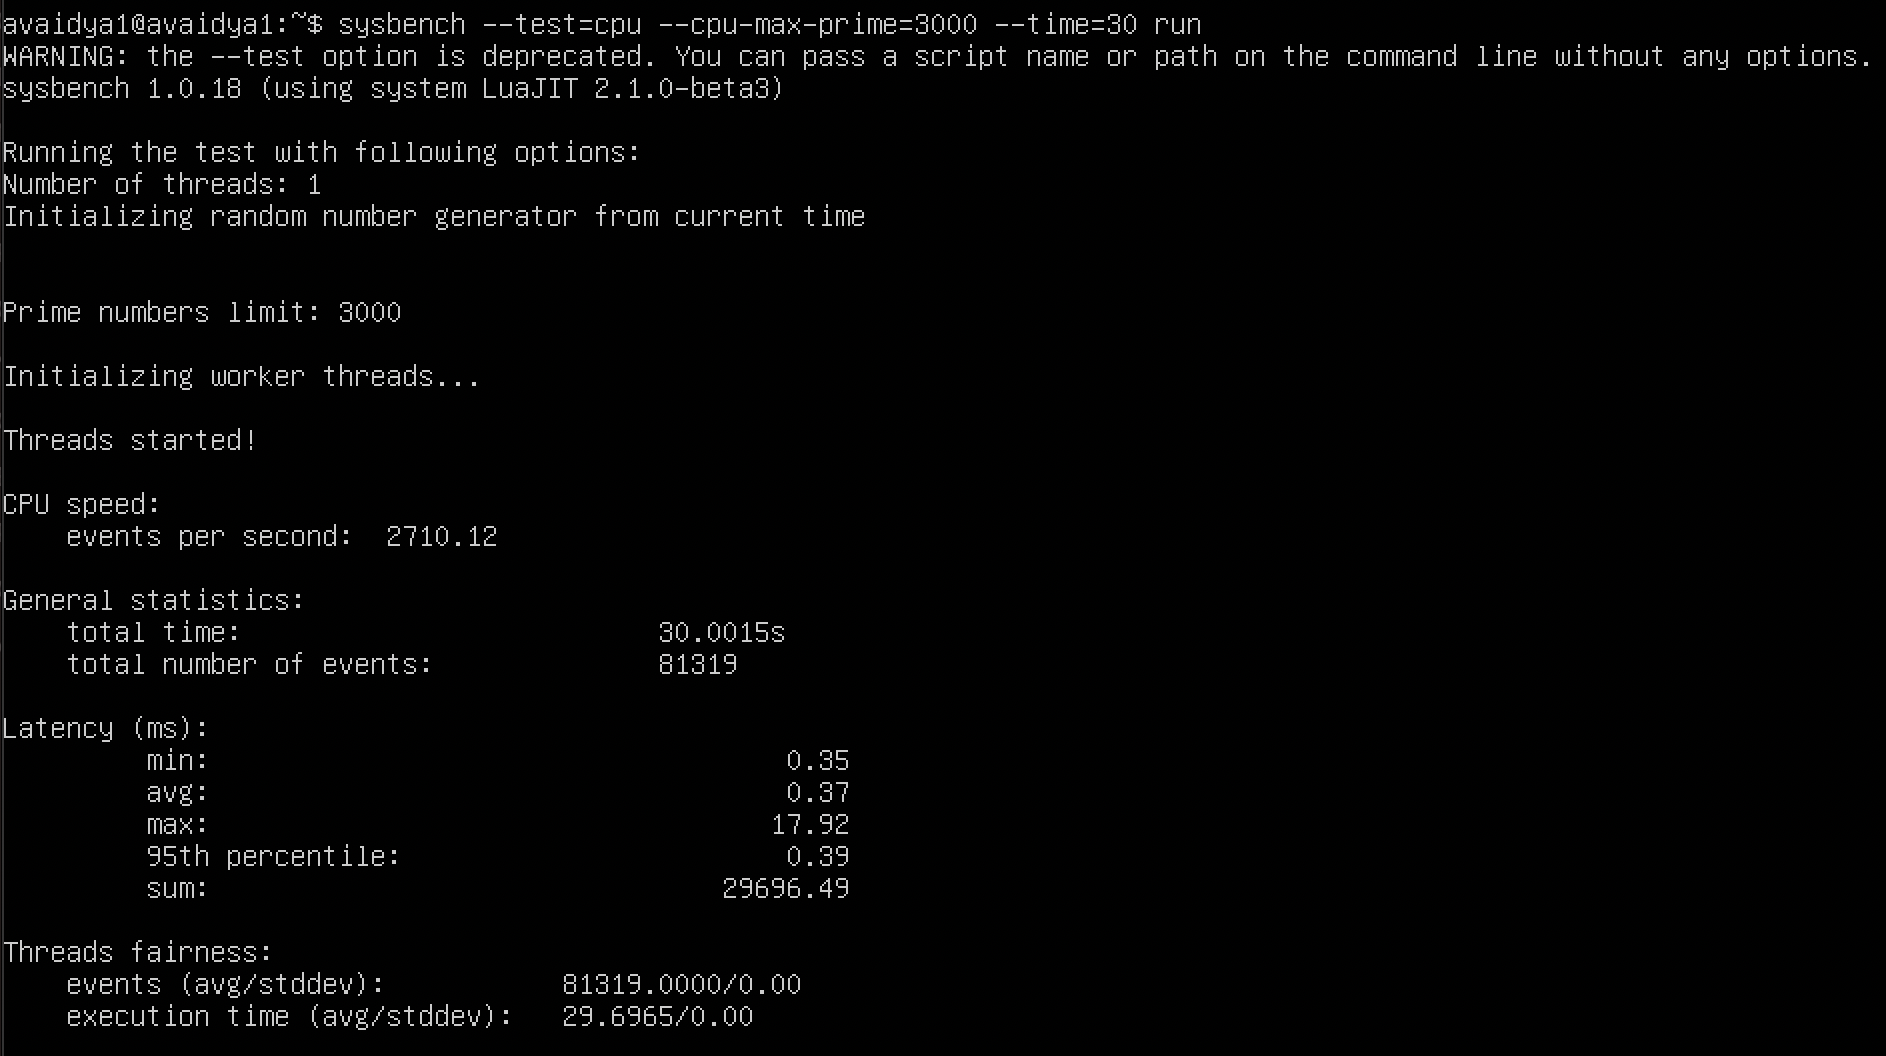 avaidya1@avaidya1:~$ sysbench --test=cpu --cpu-max-prime=3000 --time=30 run
WARNING: the --test option is deprecated. You can pass a script name or path on the command line without any options.
sysbench 1.0.18 (using system LuaJIT 2.1.0-beta3)
Running the test with following options:
Number of threads: 1
Initializing random number generator from current time
Prime numbers limit: 3000
Initializing worker threads...
Threads started!
CPU speed:
events per second: 2710.12
General statistics:
total time: 30.0015s
total number of events: 81319
Latency (ms):
min: 0.35
avg: 0.37
max: 17.92
95th percentile: 0.39
sum: 29696.49
Threads fairness:
events (avg/stddev): 81319.0000/0.00
execution time (avg/stddev): 29.6965/0.00